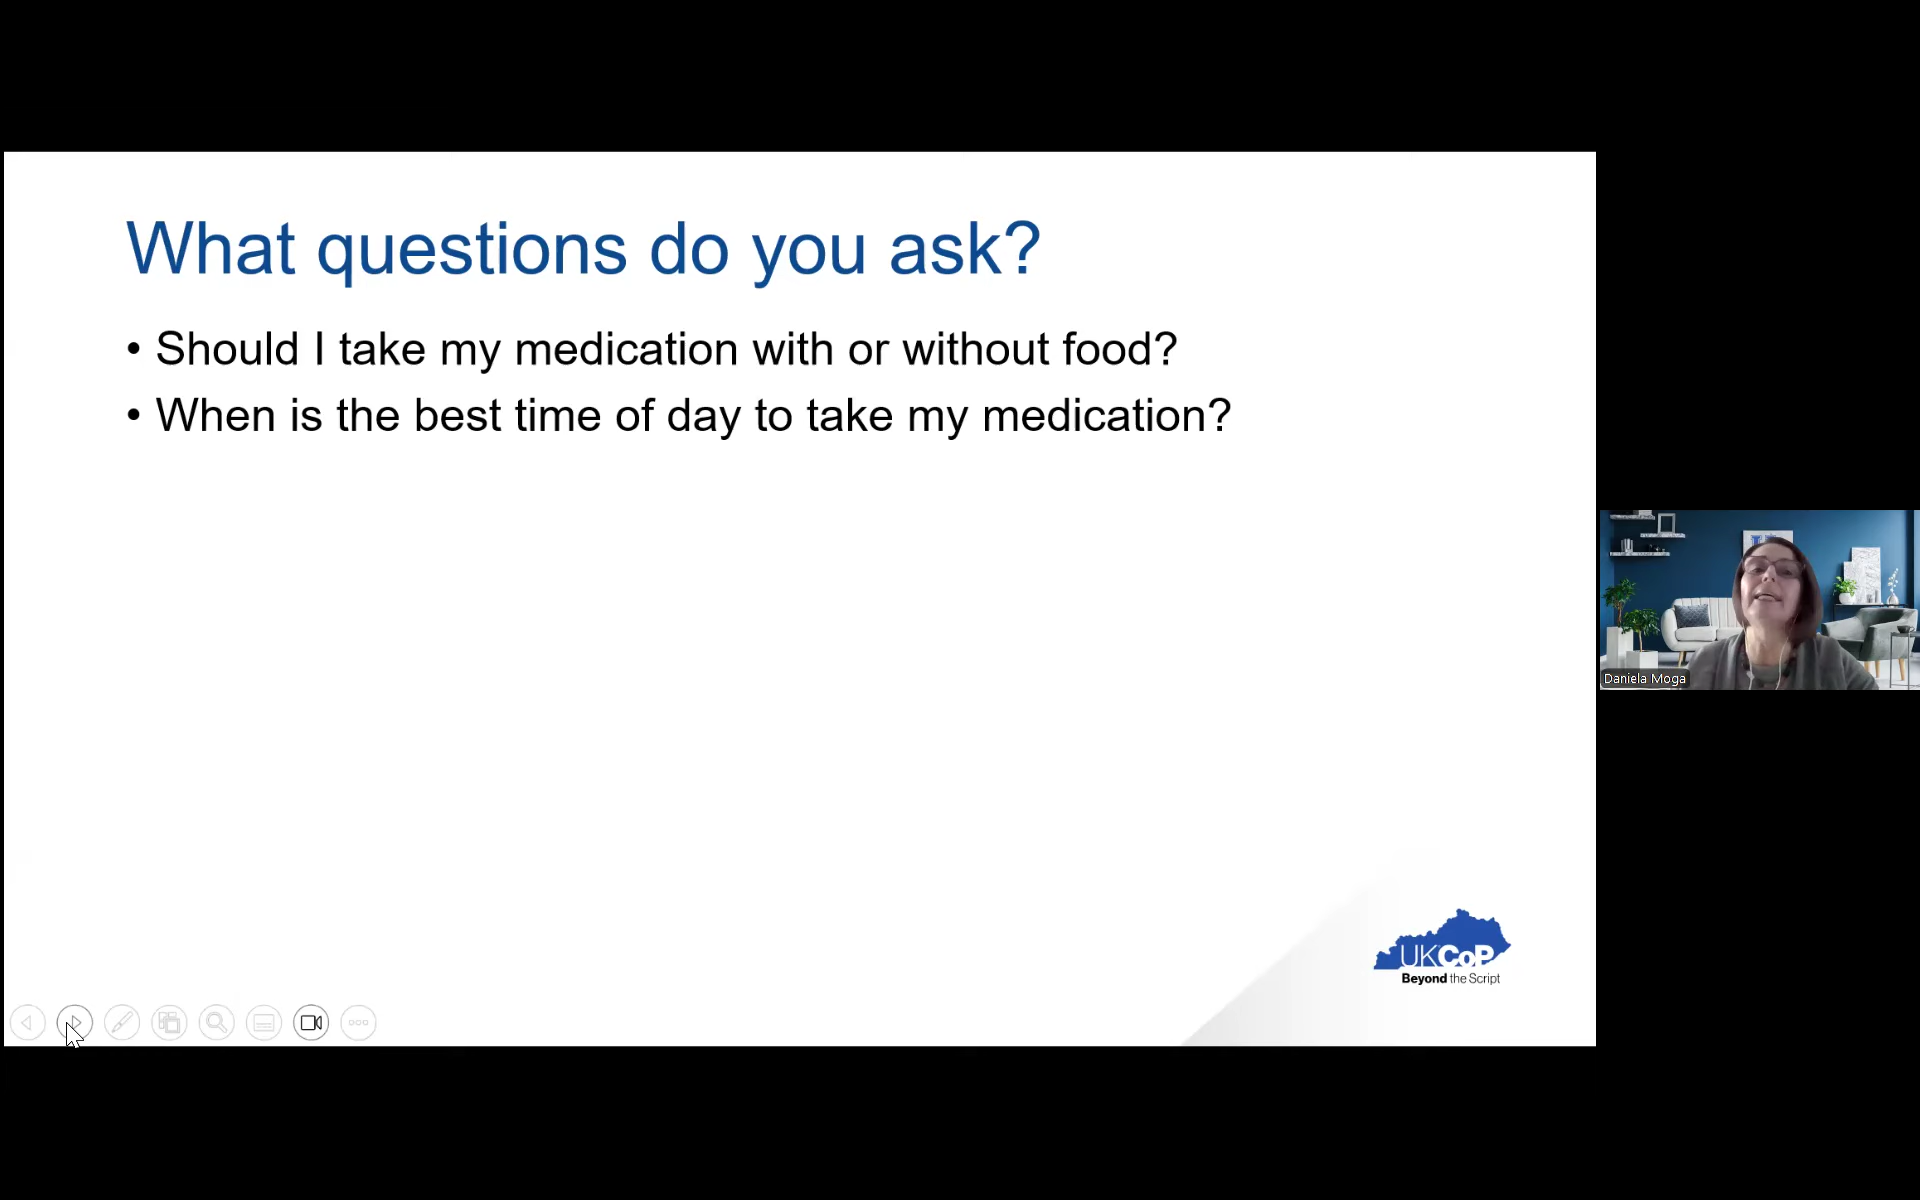 What questions do you ask?
• Should I take my medication with or without food?
• When is the best time of day to take my medication?
Daniela Moga
UKCoP
Beyond the Script